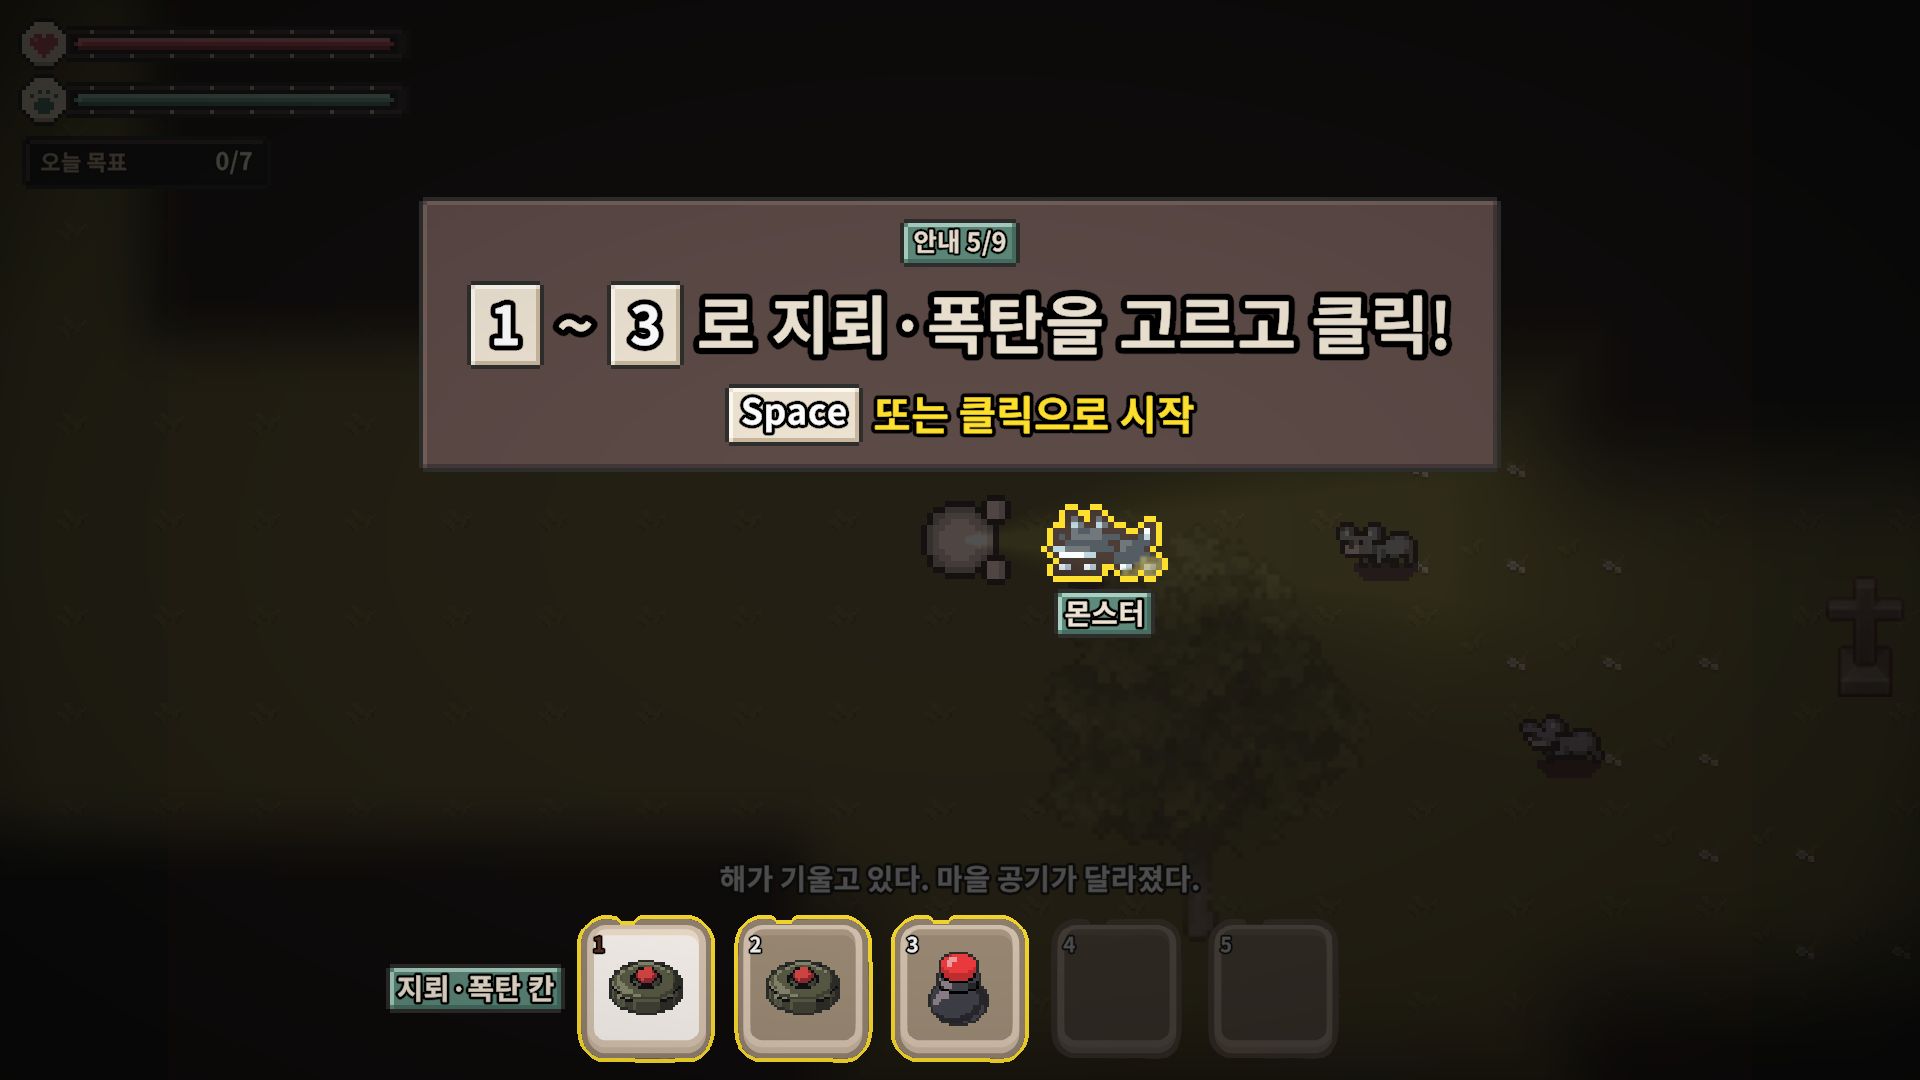 오늘 목표 0/7
안내 5/9
1 ~ 3 로 지뢰·폭탄을 고르고 클릭!
Space 또는 클릭으로 시작
몬스터
해가 기울고 있다. 마을 공기가 달라졌다.
지뢰·폭탄 칸
1 2 3 4 5